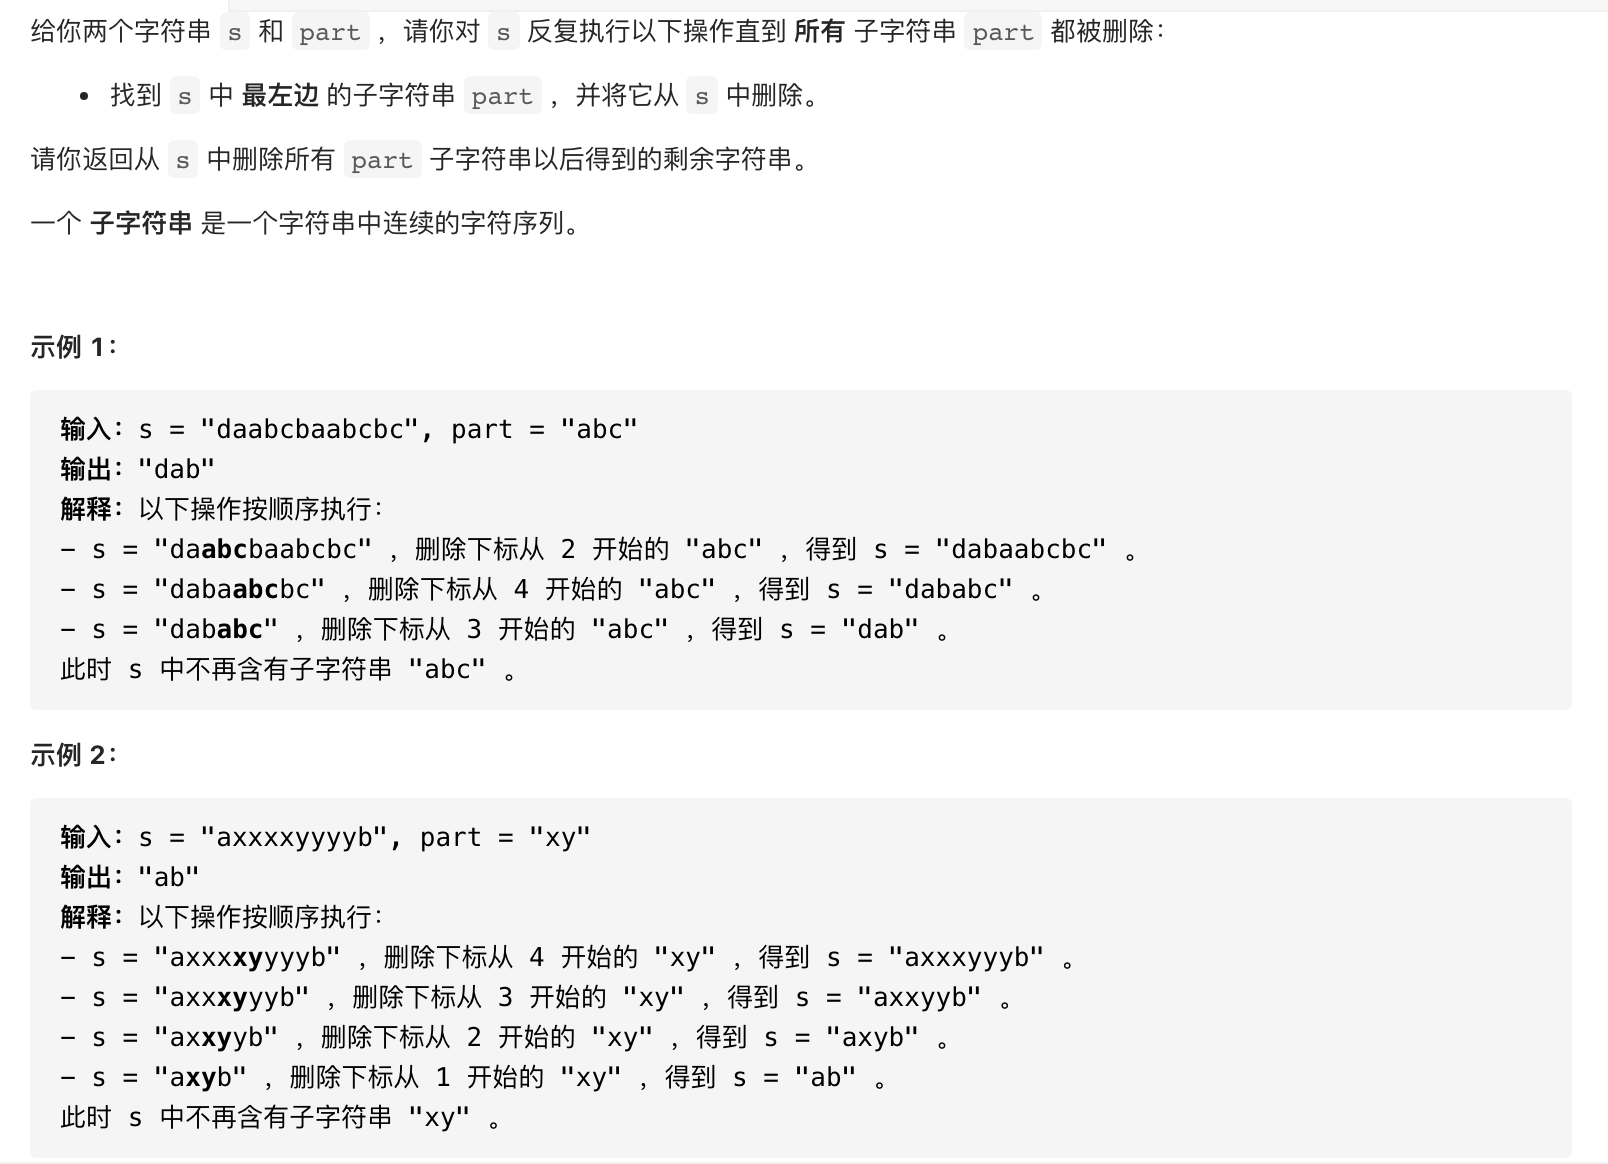 给你两个字符串 s 和 part ，请你对 s 反复执行以下操作直到 所有 子字符串 part 都被删除：
• 找到 s 中 最左边 的子字符串 part ，并将它从 s 中删除。
请你返回从 s 中删除所有 part 子字符串以后得到的剩余字符串。
一个 子字符串 是一个字符串中连续的字符序列。
示例 1：
输入：s = "daabcbaabcbc", part = "abc"
输出："dab"
解释：以下操作按顺序执行：
- s = "daabcbaabcbc" ，删除下标从 2 开始的 "abc" ，得到 s = "dabaabcbc" 。
- s = "dabaabcbc" ，删除下标从 4 开始的 "abc" ，得到 s = "dababc" 。
- s = "dababc" ，删除下标从 3 开始的 "abc" ，得到 s = "dab" 。
此时 s 中不再含有子字符串 "abc" 。
示例 2：
输入：s = "axxxxyyyyb", part = "xy"
输出："ab"
解释：以下操作按顺序执行：
- s = "axxxxyyyyb" ，删除下标从 4 开始的 "xy" ，得到 s = "axxxyyyb" 。
- s = "axxxyyyb" ，删除下标从 3 开始的 "xy" ，得到 s = "axxyyb" 。
- s = "axxyyb" ，删除下标从 2 开始的 "xy" ，得到 s = "axyb" 。
- s = "axyb" ，删除下标从 1 开始的 "xy" ，得到 s = "ab" 。
此时 s 中不再含有子字符串 "xy" 。